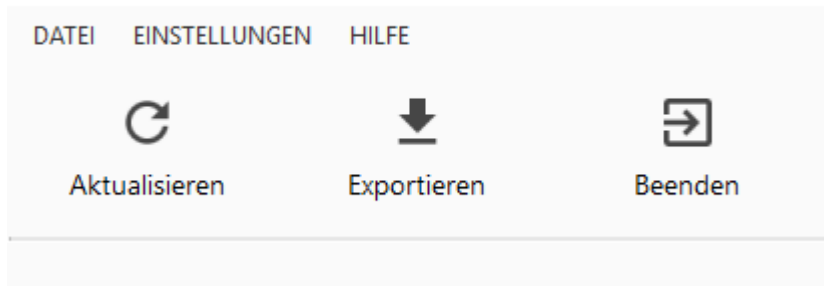 DATEI EINSTELLUNGEN HILFE
Aktualisieren Exportieren Beenden